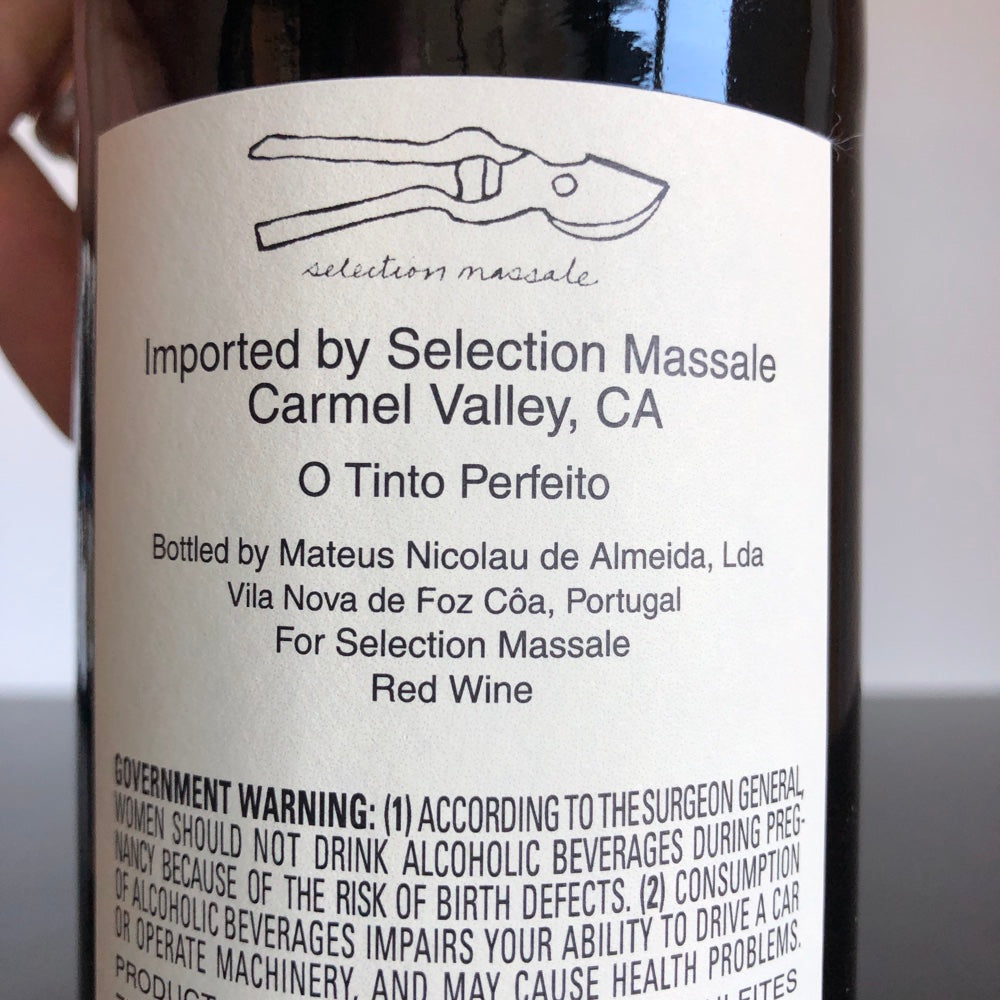 selection massale
Imported by Selection Massale
Carmel Valley, CA
O Tinto Perfeito
Bottled by Mateus Nicolau de Almeida, Lda
Vila Nova de Foz Côa, Portugal
For Selection Massale
Red Wine
GOVERNMENT WARNING: (1) ACCORDING TO THE SURGEON GENERAL,
WOMEN SHOULD NOT DRINK ALCOHOLIC BEVERAGES DURING PREG-
NANCY BECAUSE OF THE RISK OF BIRTH DEFECTS. (2) CONSUMPTION
OF ALCOHOLIC BEVERAGES IMPAIRS YOUR ABILITY TO DRIVE A CAR
OR OPERATE MACHINERY, AND MAY CAUSE HEALTH PROBLEMS.